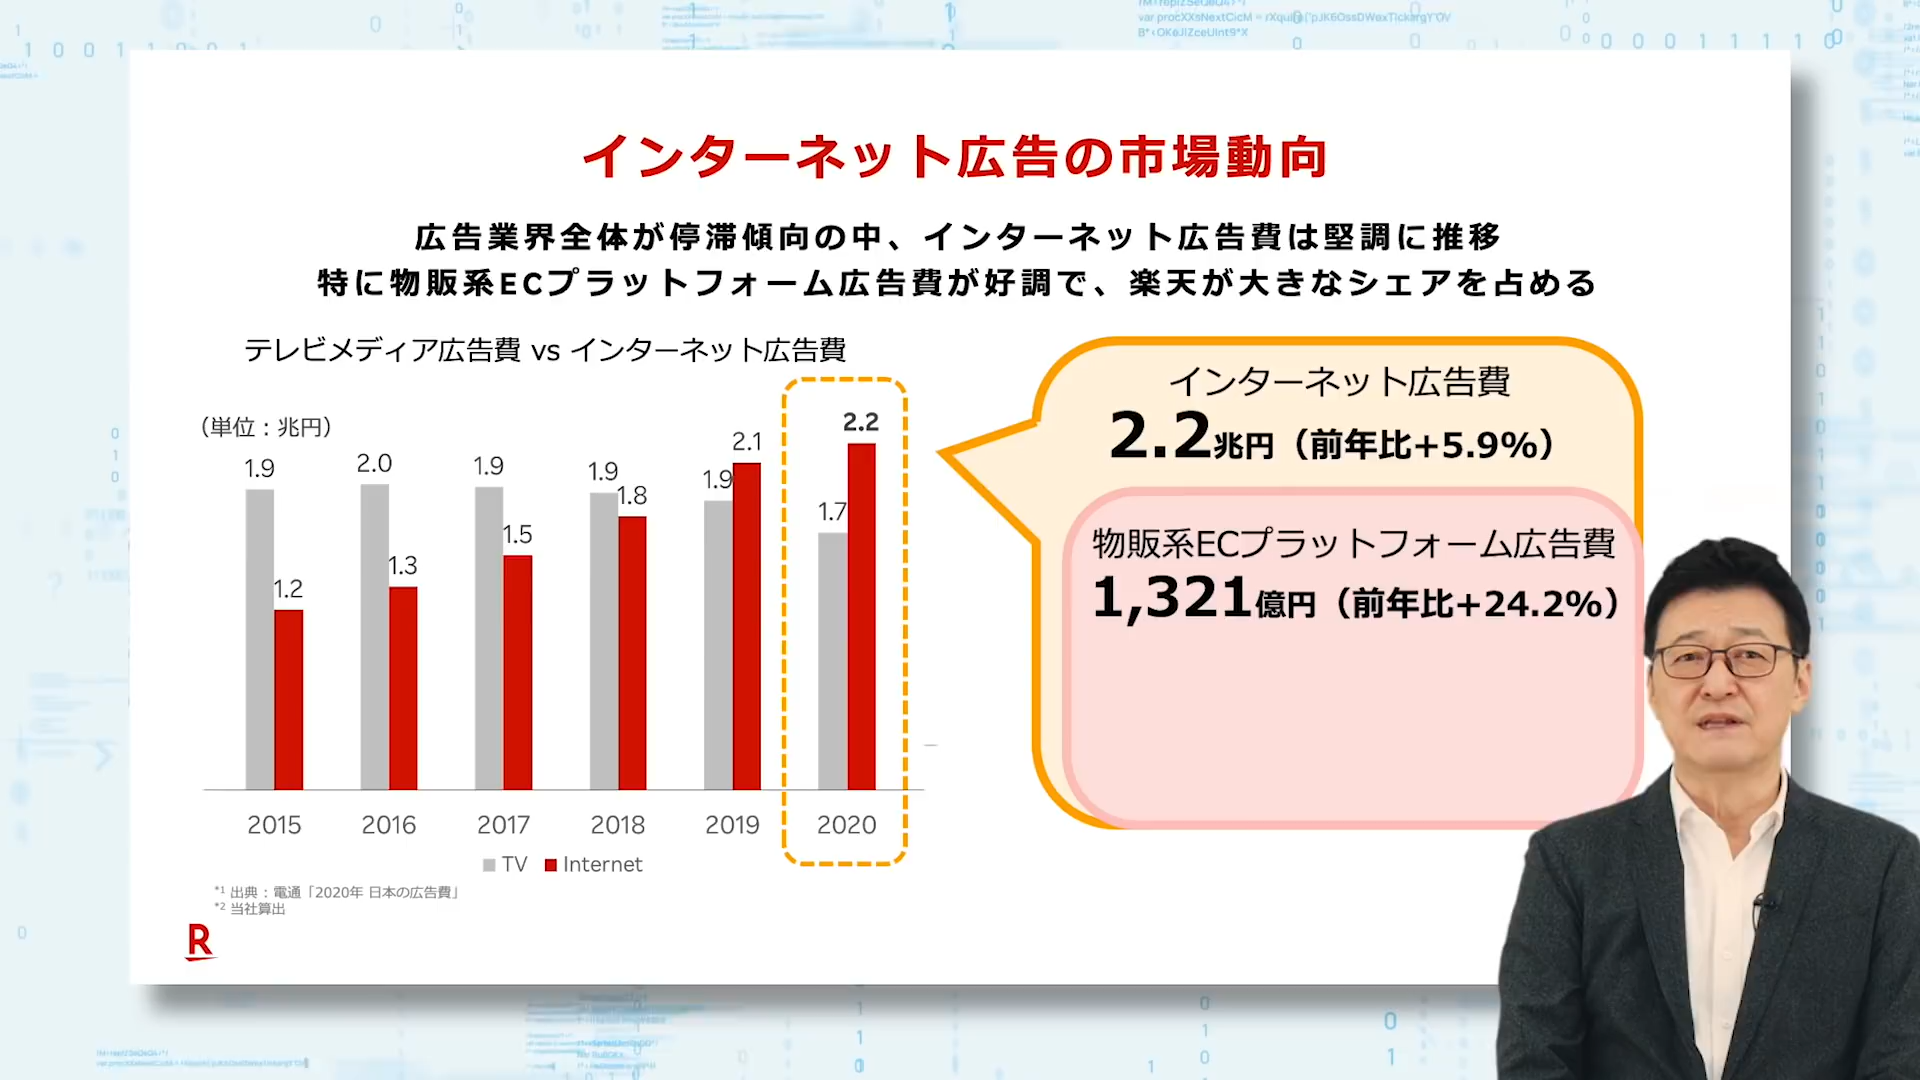 インターネット広告の市場動向
広告業界全体が停滞傾向の中、インターネット広告費は堅調に推移
特に物販系ECプラットフォーム広告費が好調で、楽天が大きなシェアを占める
テレビメディア広告費 vs インターネット広告費
（単位：兆円）
1.9
1.2
2.0
1.3
1.9
1.5
1.9
1.8
1.9
2.1
1.7
2.2
2015
2016
2017
2018
2019
2020
TV
Internet
インターネット広告費
2.2兆円（前年比+5.9%）
物販系ECプラットフォーム広告費
1,321億円（前年比+24.2%）
*1 出典：電通「2020年 日本の広告費」
*2 当社算出
R